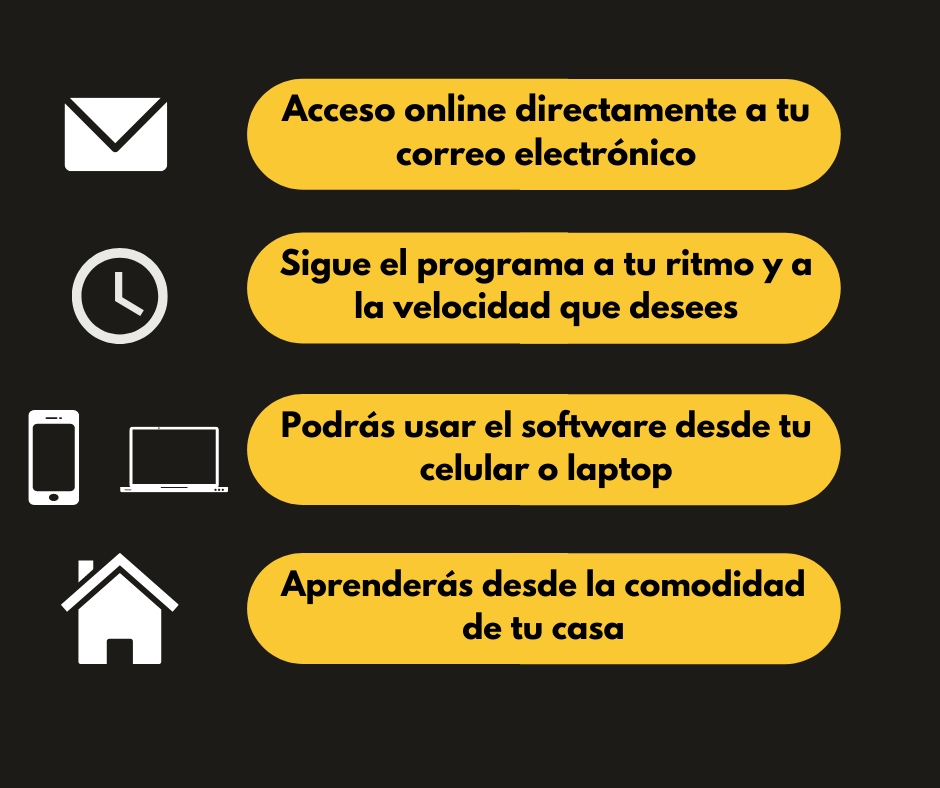 Acceso online directamente a tu
correo electrónico
Sigue el programa a tu ritmo y a
la velocidad que desees
Podrás usar el software desde tu
celular o laptop
Aprenderás desde la comodidad
de tu casa